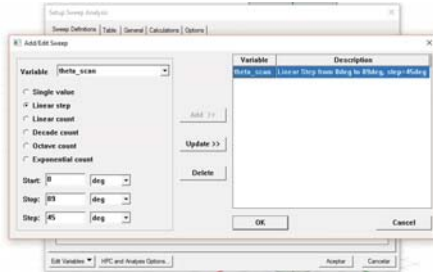 Setup Sweep Analysis
Sweep Definitions Table General Calculations Options
Add/Edit Sweep
Variable theta_scan
Single value
Linear step
Linear count
Decade count
Octave count
Exponential count
Start: 0 deg
Stop: 89 deg
Step: 45 deg
Add >>
Update >>
Delete
Variable Description
theta_scan Linear Step from 0deg to 89deg, step=45deg
OK Cancel
Edit Variables HPC and Analysis Options... Aceptar Cancelar